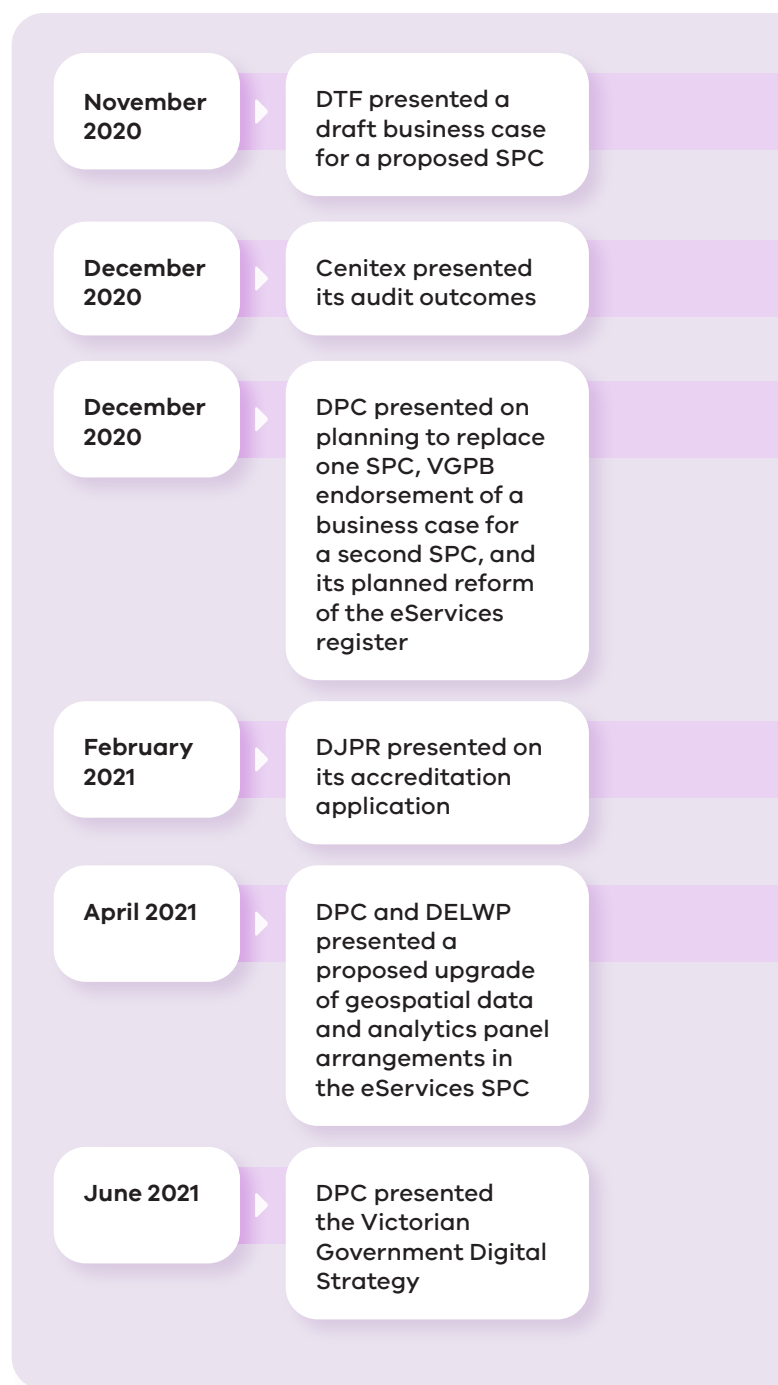 November
2020
DTF presented a
draft business case
for a proposed SPC
December
2020
Cenitex presented
its audit outcomes
December
2020
DPC presented on
planning to replace
one SPC, VGPB
endorsement of a
business case for
a second SPC, and
its planned reform
of the eServices
register
February
2021
DJPR presented on
its accreditation
application
April 2021
DPC and DELWP
presented a
proposed upgrade
of geospatial data
and analytics panel
arrangements in
the eServices SPC
June 2021
DPC presented
the Victorian
Government Digital
Strategy